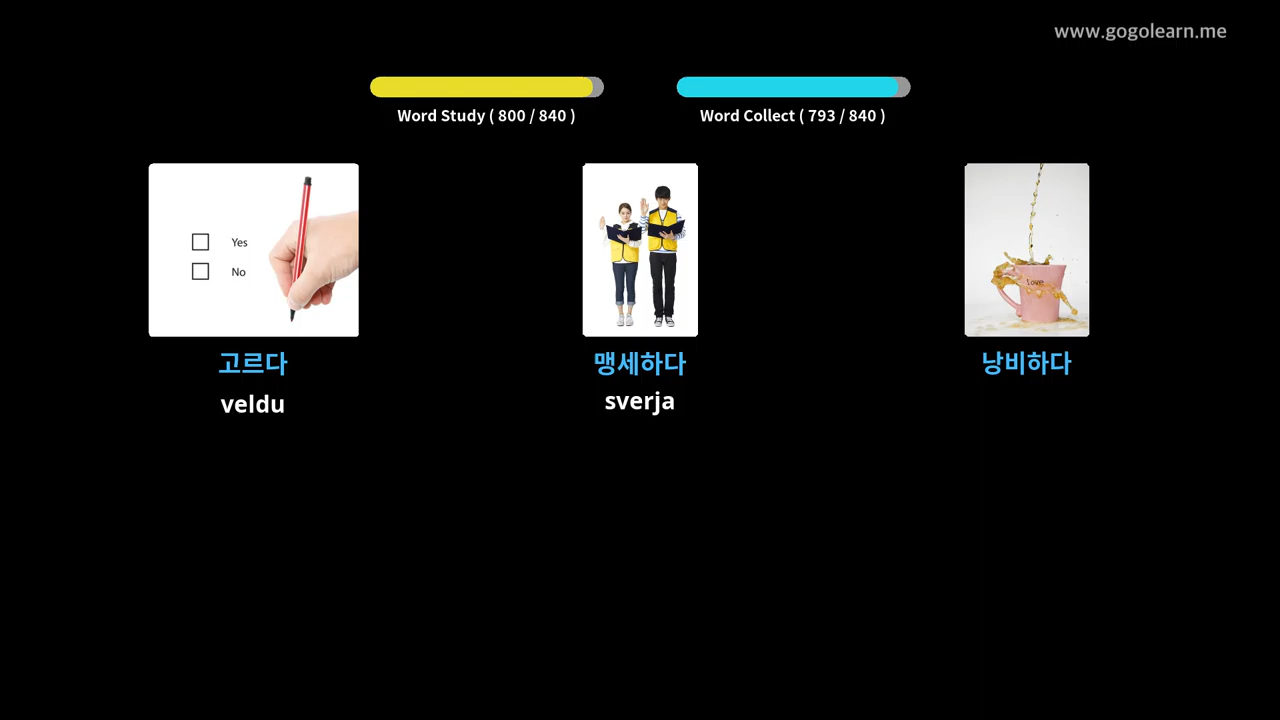 www.gogolearn.me
Word Study ( 800 / 840 )
Word Collect ( 793 / 840 )
Yes
No
love
고르다
맹세하다
낭비하다
veldu
sverja